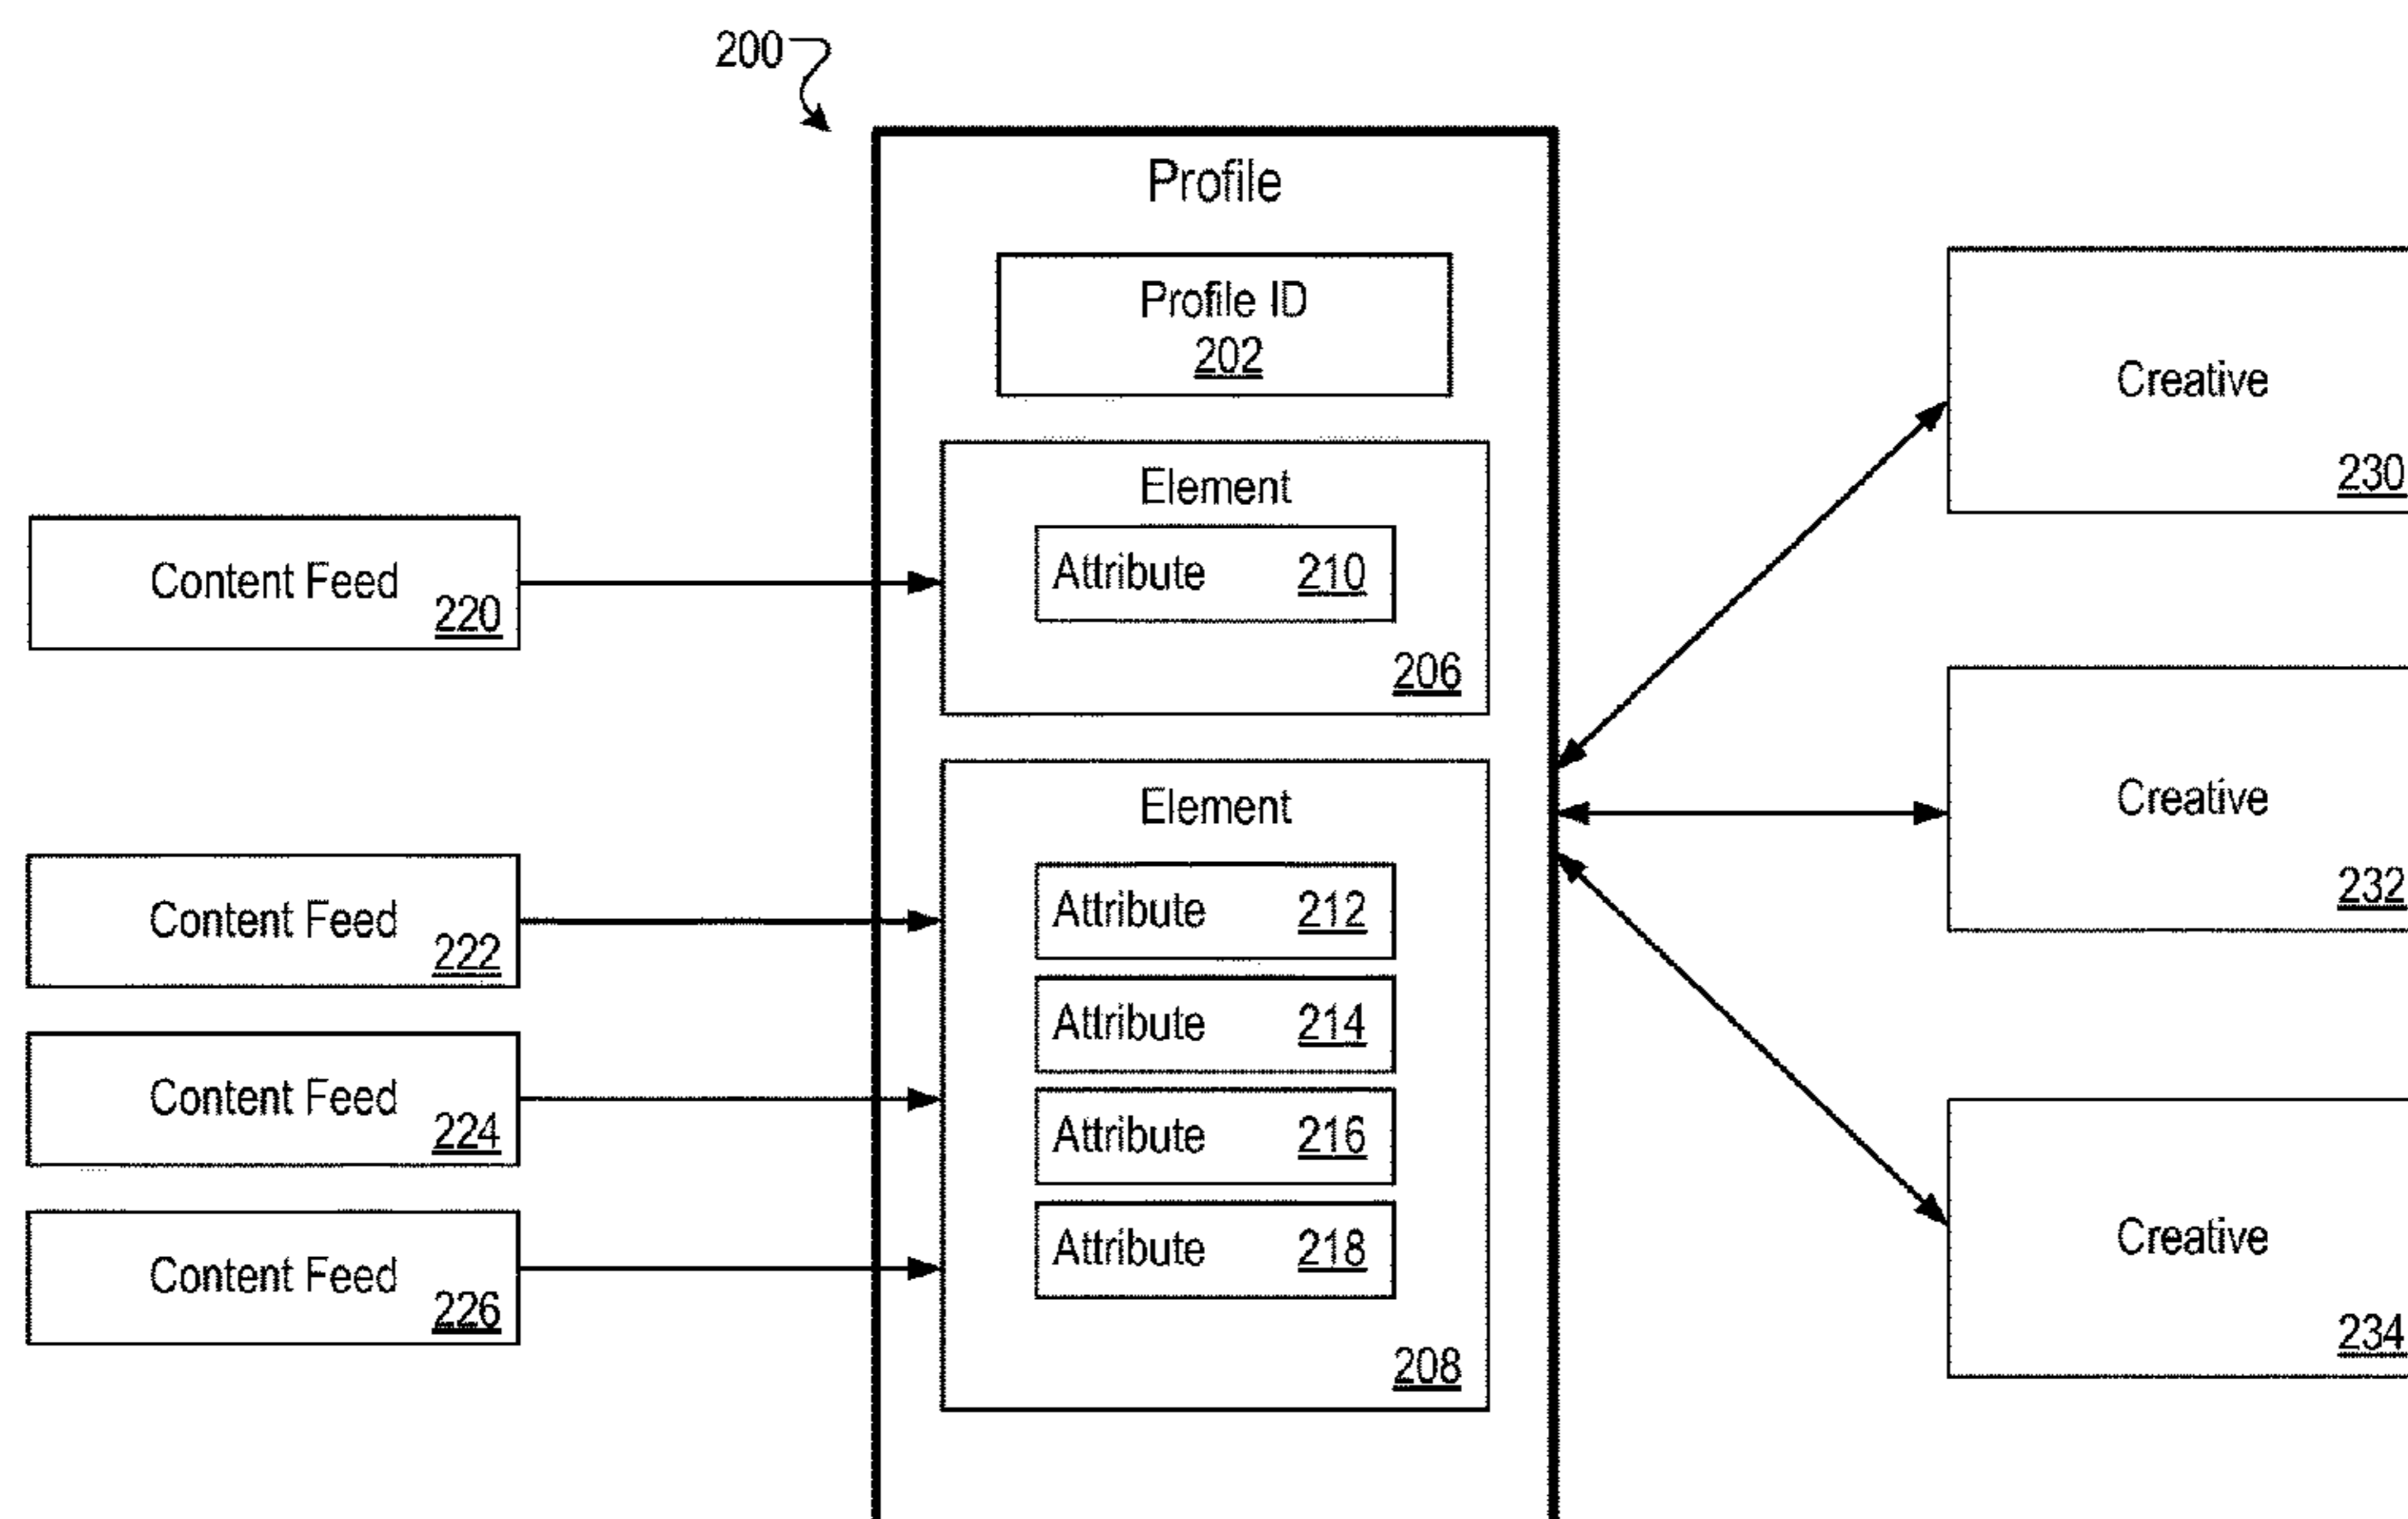 200
Profile
Profile ID
202
Element
Attribute 210
206
Element
Attribute 212
Attribute 214
Attribute 216
Attribute 218
208
Content Feed
220
Content Feed
222
Content Feed
224
Content Feed
226
Creative
230
Creative
232
Creative
234